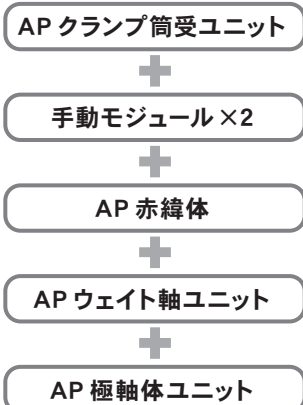 AP クランプ筒受ユニット
+
手動モジュール×2
+
AP 赤緯体
+
AP ウェイト軸ユニット
+
AP 極軸体ユニット